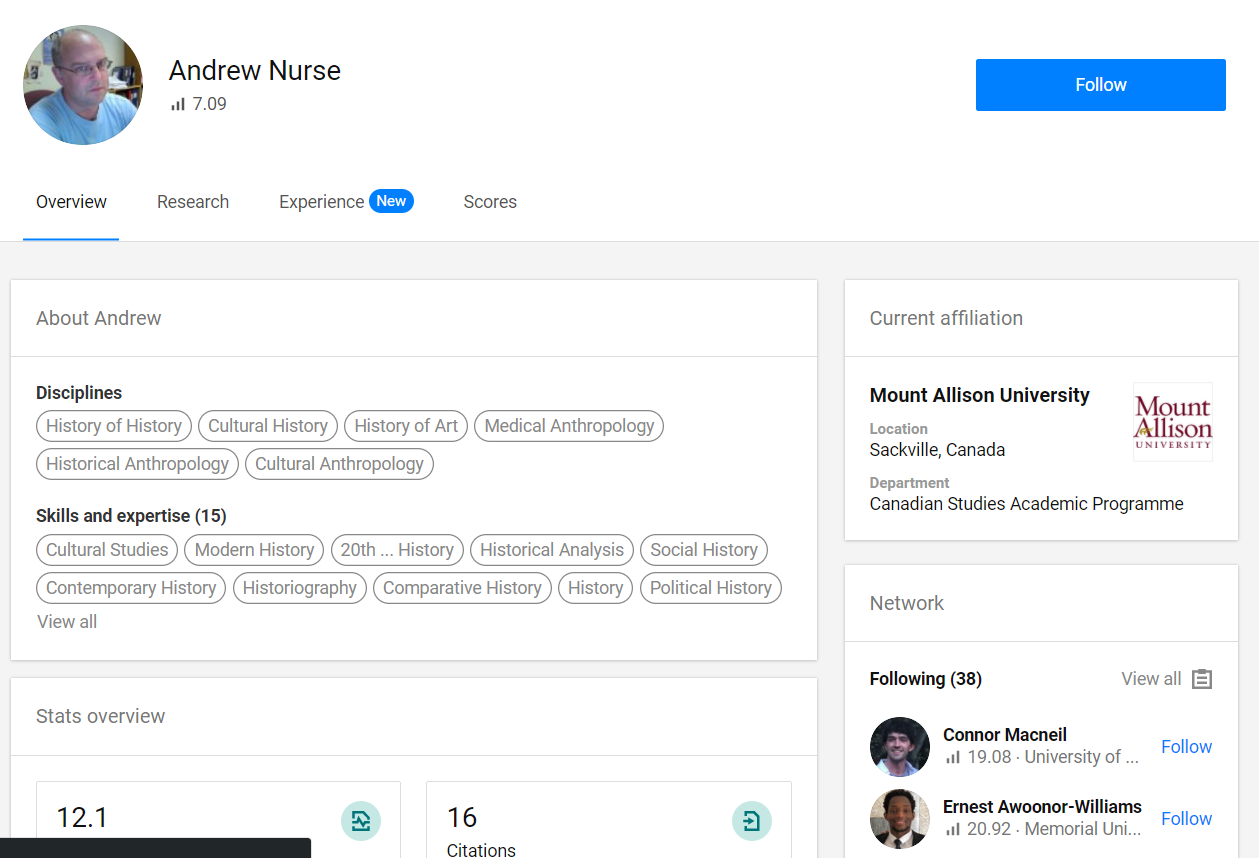 Andrew Nurse
7.09
Follow
Overview
Research
Experience New
Scores
About Andrew
Disciplines
History of History
Cultural History
History of Art
Medical Anthropology
Historical Anthropology
Cultural Anthropology
Skills and expertise (15)
Cultural Studies
Modern History
20th ... History
Historical Analysis
Social History
Contemporary History
Historiography
Comparative History
History
Political History
View all
Stats overview
12.1
16
Citations
Current affiliation
Mount Allison University
Mount
Allison
UNIVERSITY
Location
Sackville, Canada
Department
Canadian Studies Academic Programme
Network
Following (38)
View all
Connor Macneil
19.08 · University of ...
Follow
Ernest Awoonor-Williams
20.92 · Memorial Uni...
Follow